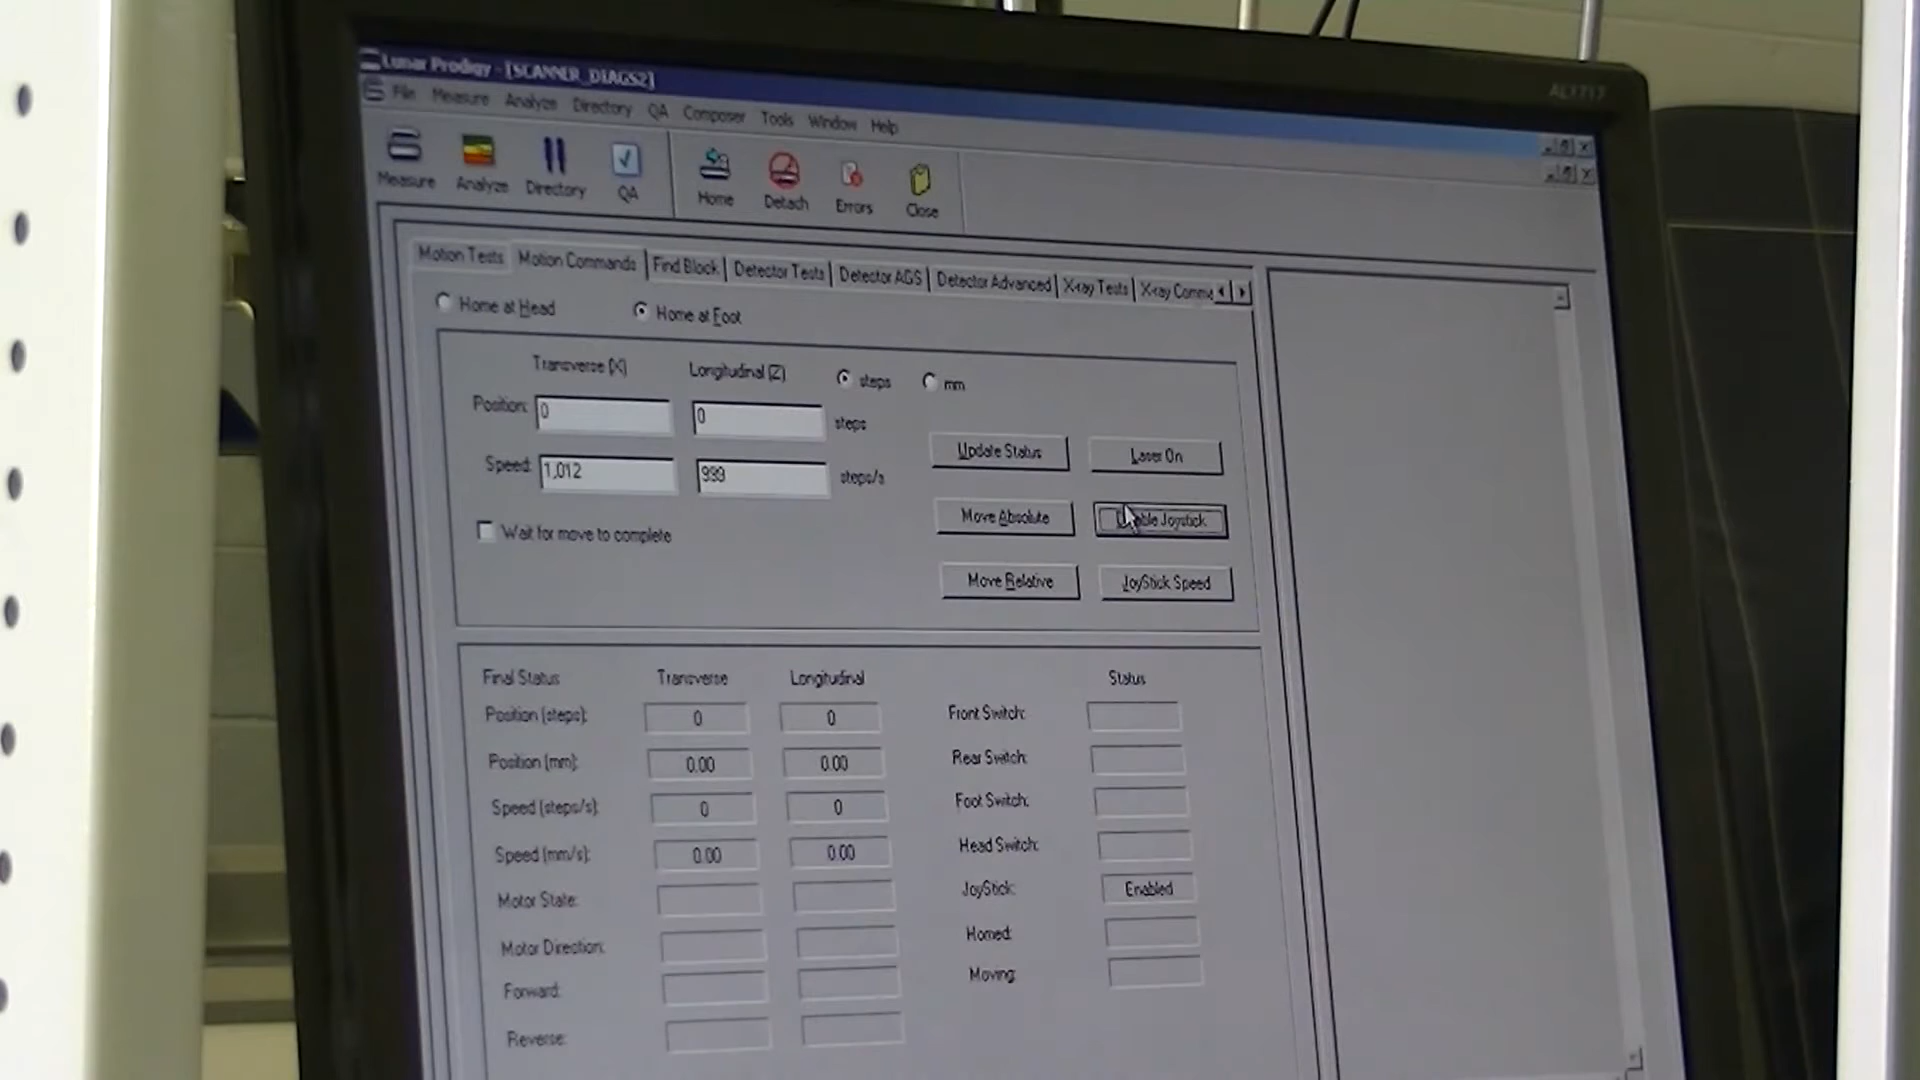 Lunar Prodigy - [SCANNER_DIAGS2]
AL1717
File Measure Analyze Directory QA Composer Tools Window Help
Measure Analyze Directory QA Home Detach Errors Close
Motion Tests Motion Commands Find Block Detector Tests Detector AGS Detector Advanced X-ray Tests X-ray Comma
Home at Head Home at Foot
Transverse (X) Longitudinal (Z) steps mm
Position: 0 0 steps
Update Status Laser On
Speed: 1,012 999 steps/s
Move Absolute Joystick
Wait for move to complete
Move Relative JoyStick Speed
Final Status Transverse Longitudinal Status
Position (steps): 0 0 Front Switch:
Position (mm): 0.00 0.00 Rear Switch:
Speed (steps/s): 0 0 Foot Switch:
Speed (mm/s): 0.00 0.00 Head Switch:
Motor State: JoyStick: Enabled
Motor Direction: Homed:
Forward: Moving:
Reverse: